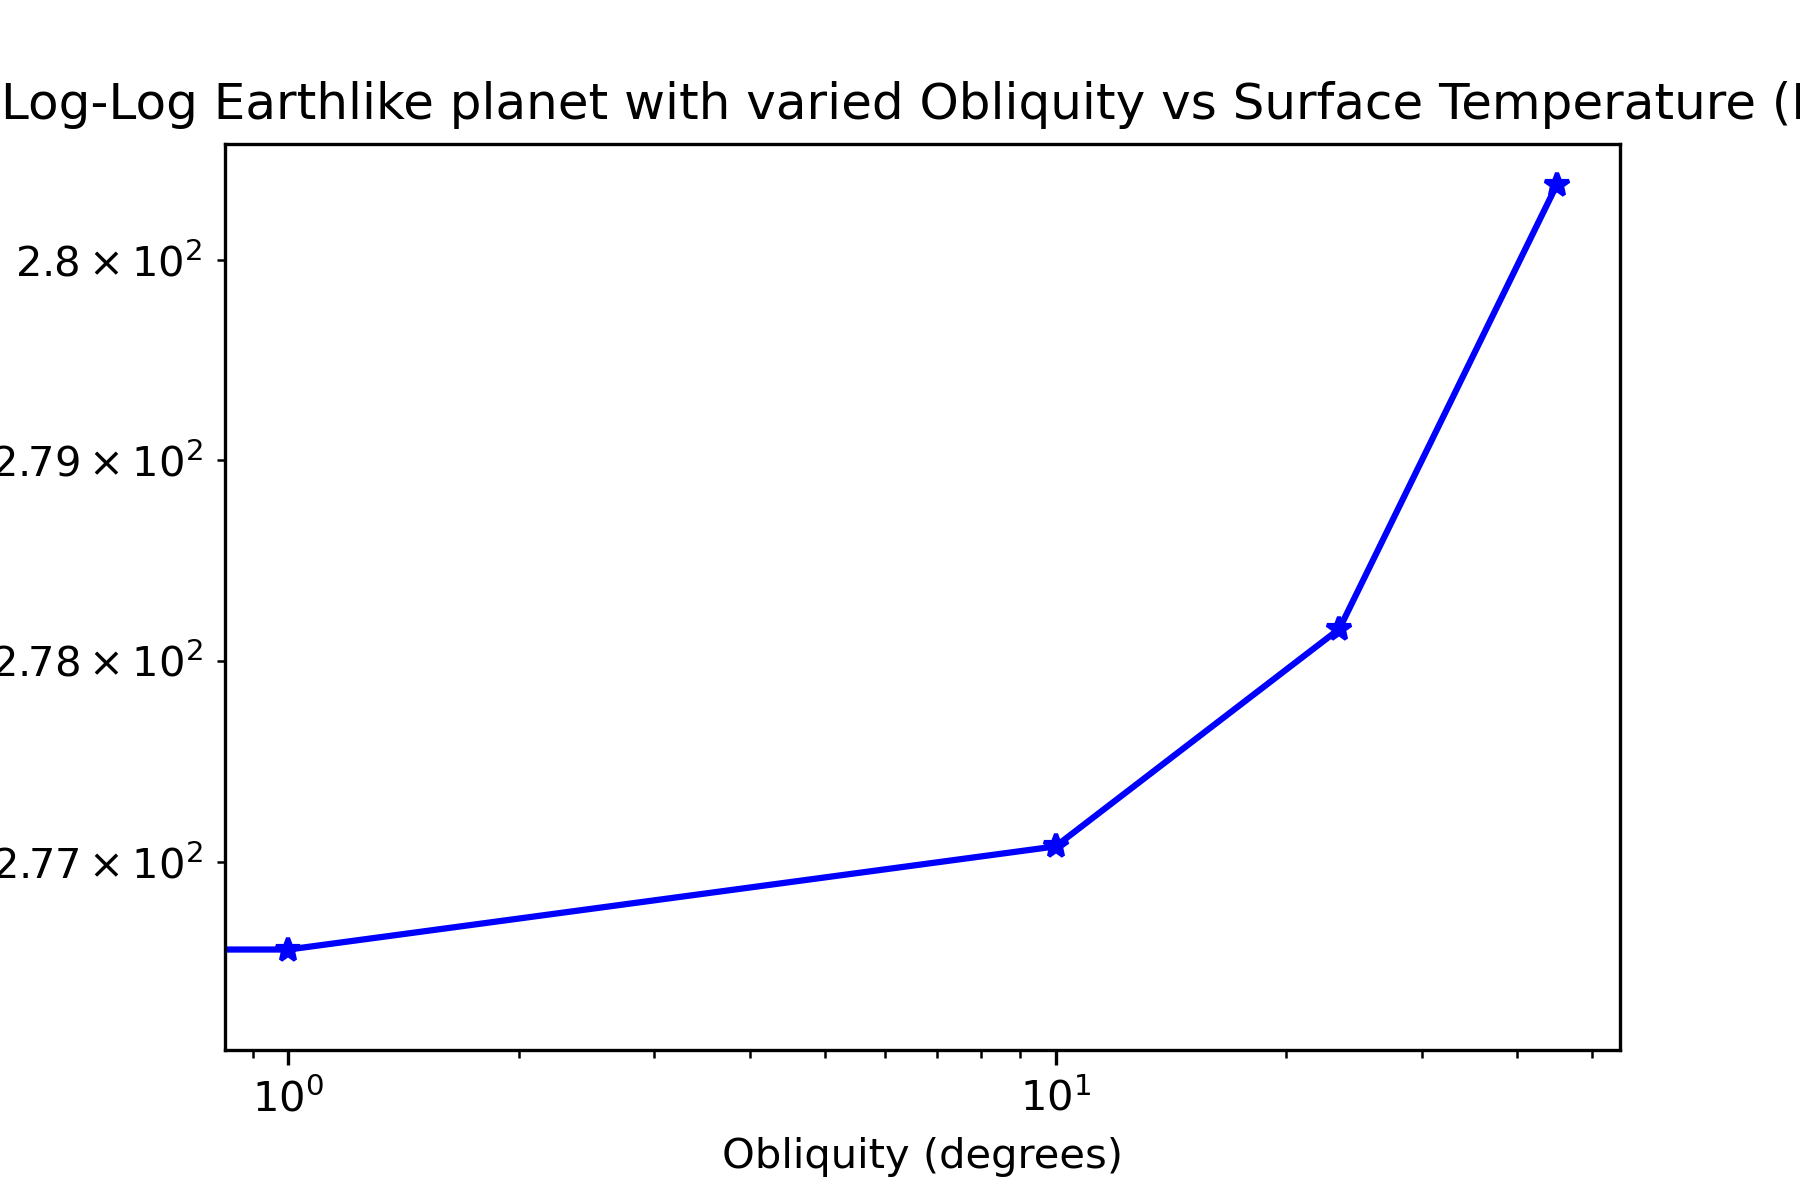 Log-Log Earthlike planet with varied Obliquity vs Surface Temperature (
2.8 × 10²
2.79 × 10²
2.78 × 10²
2.77 × 10²
10⁰ 10¹
Obliquity (degrees)